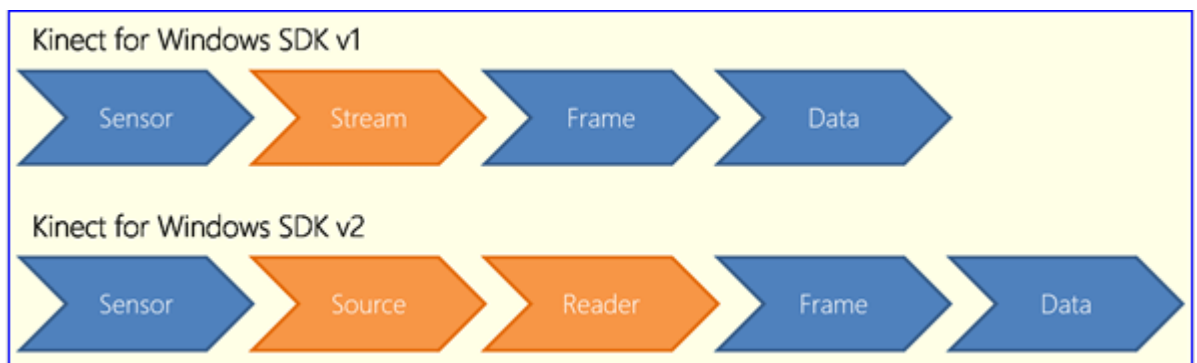 Kinect for Windows SDK v1
Sensor Stream Frame Data
Kinect for Windows SDK v2
Sensor Source Reader Frame Data